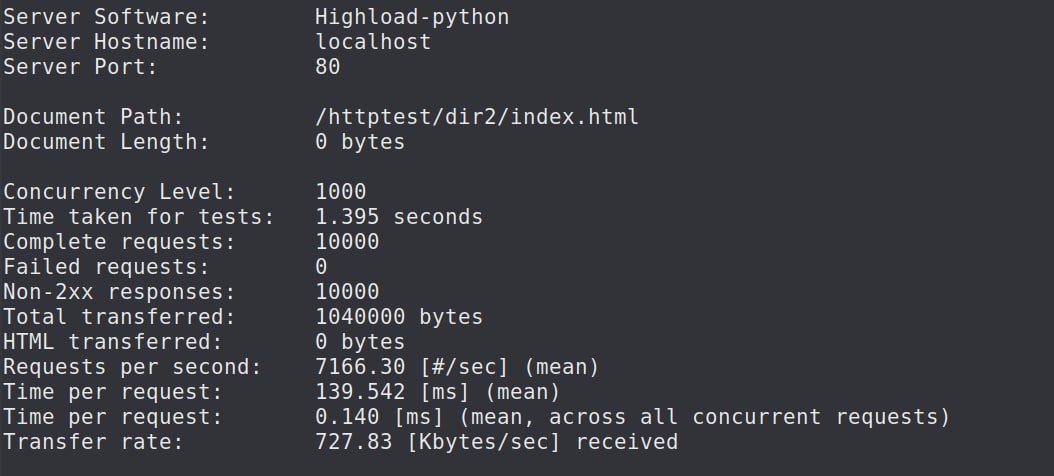 Server Software:        Highload-python
Server Hostname:        localhost
Server Port:            80
Document Path:          /httptest/dir2/index.html
Document Length:        0 bytes
Concurrency Level:      1000
Time taken for tests:   1.395 seconds
Complete requests:      10000
Failed requests:        0
Non-2xx responses:      10000
Total transferred:      1040000 bytes
HTML transferred:       0 bytes
Requests per second:    7166.30 [#/sec] (mean)
Time per request:       139.542 [ms] (mean)
Time per request:       0.140 [ms] (mean, across all concurrent requests)
Transfer rate:          727.83 [Kbytes/sec] received